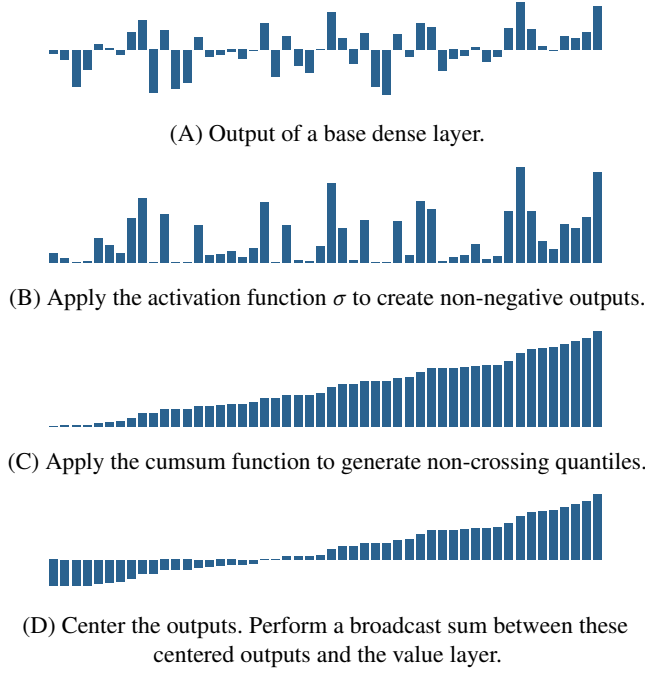 (A) Output of a base dense layer.
(B) Apply the activation function σ to create non-negative outputs.
(C) Apply the cumsum function to generate non-crossing quantiles.
(D) Center the outputs. Perform a broadcast sum between these
centered outputs and the value layer.